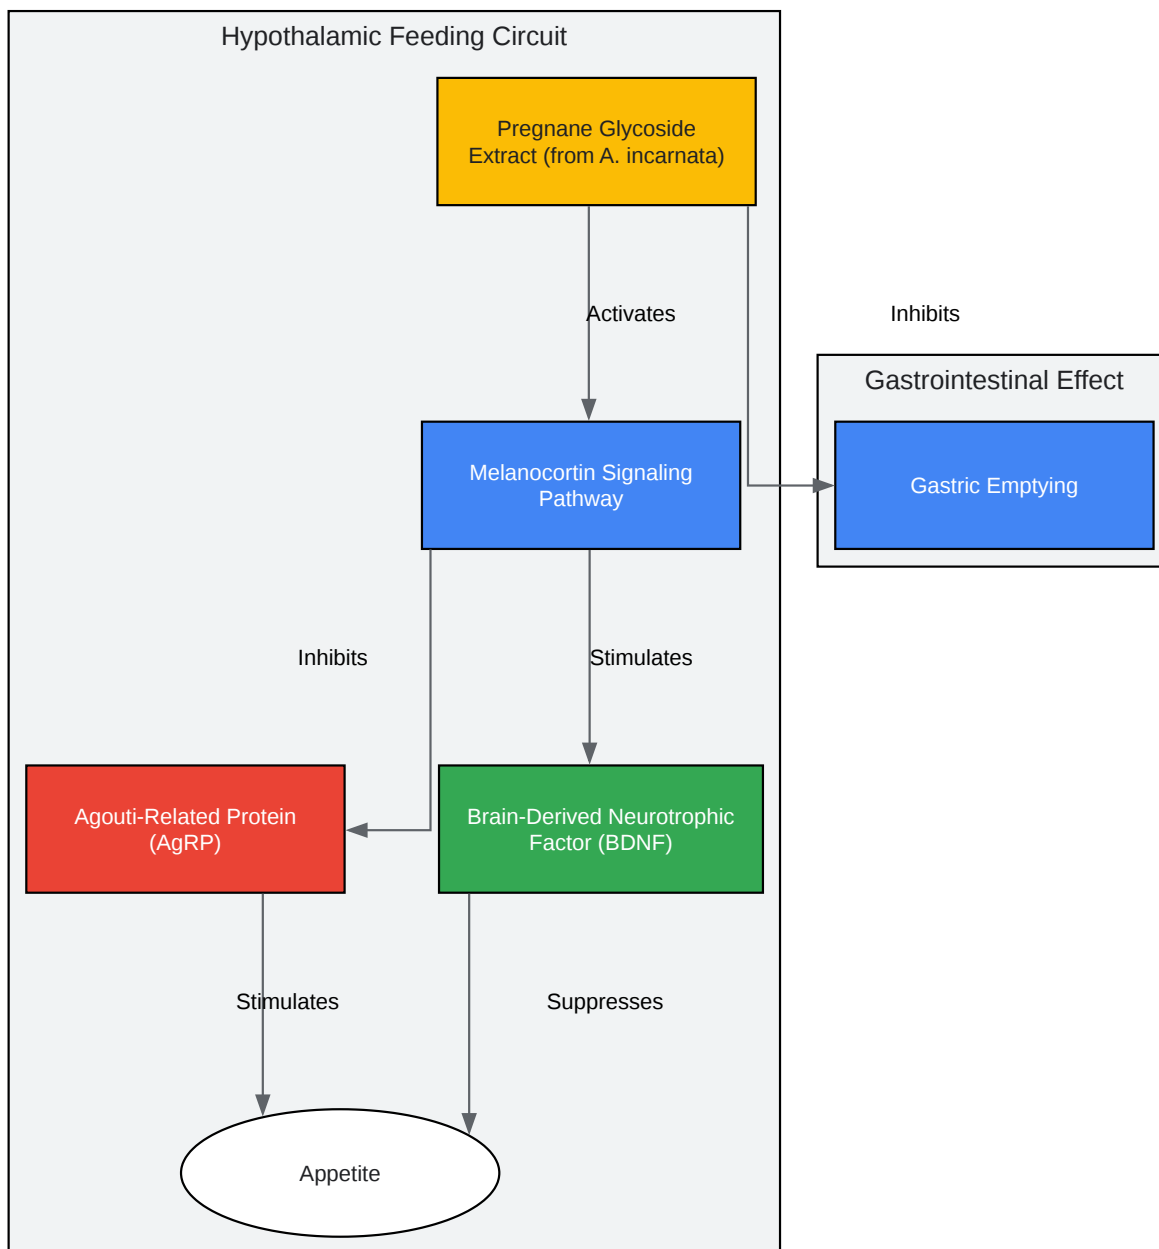 Hypothalamic Feeding Circuit
Pregnane Glycoside
Extract (from A. incarnata)
Activates
Inhibits
Gastrointestinal Effect
Melanocortin Signaling
Pathway
Gastric Emptying
Inhibits
Stimulates
Agouti-Related Protein
(AgRP)
Brain-Derived Neurotrophic
Factor (BDNF)
Stimulates
Suppresses
Appetite